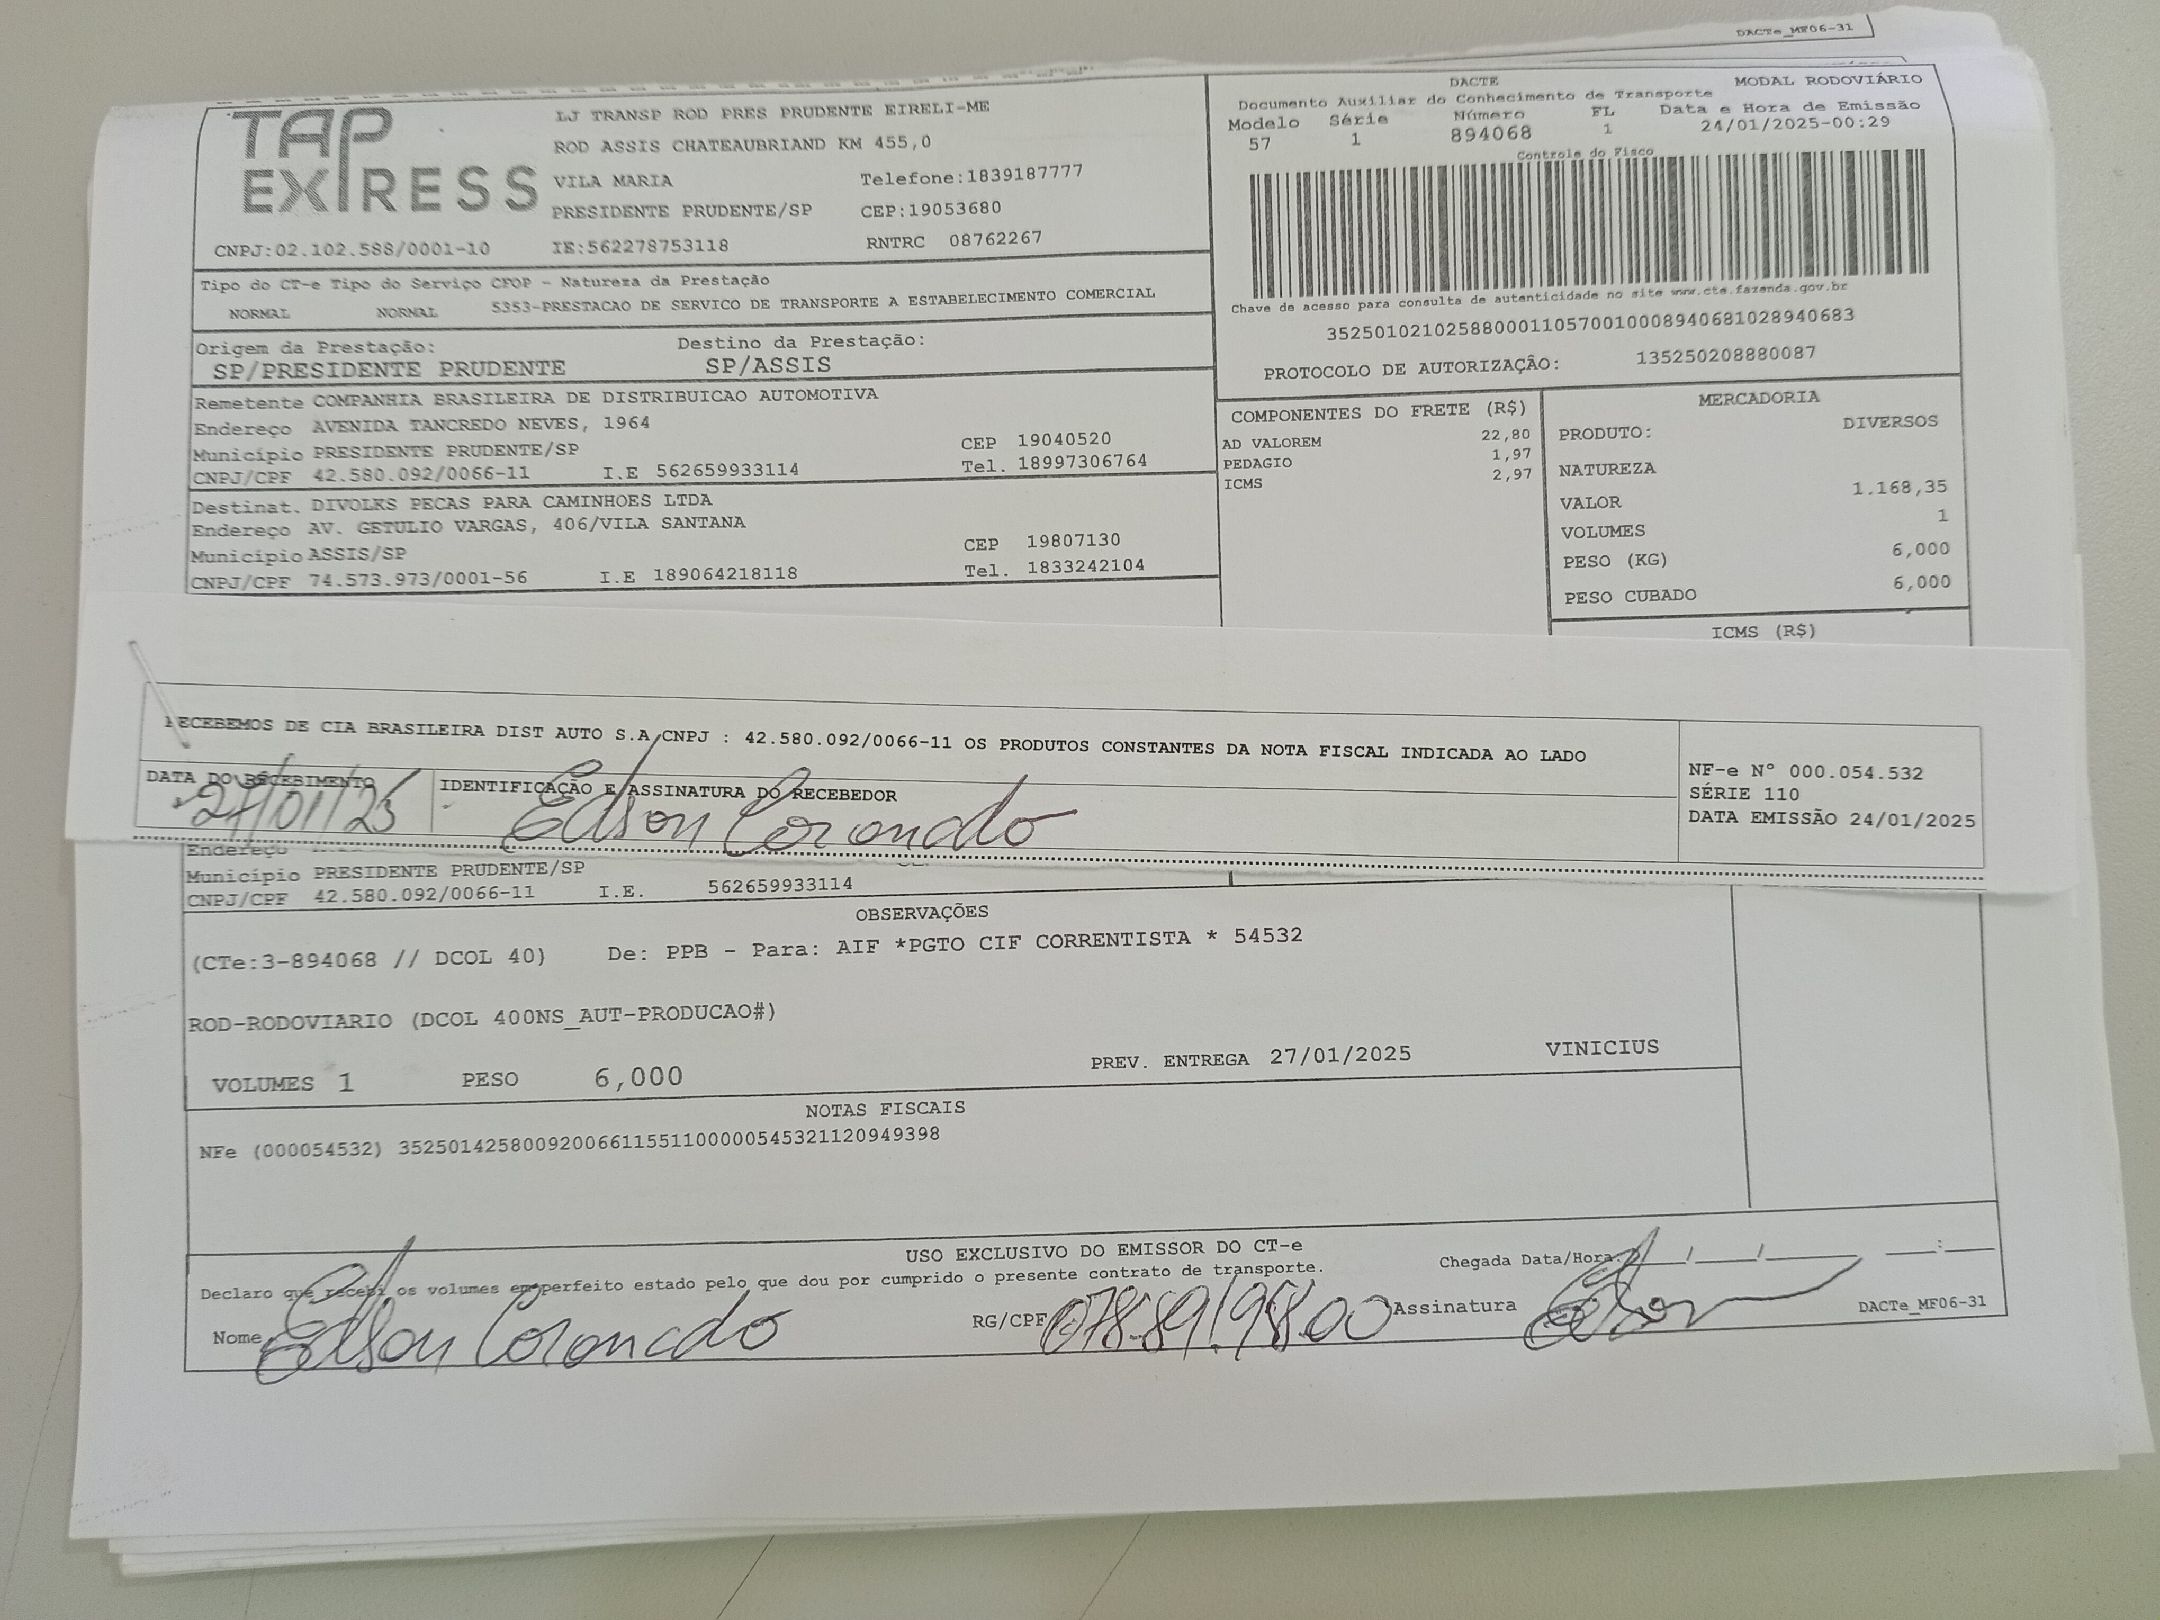 DACTe_MF06-31
TAP EXPRESS
LJ TRANSP ROD PRES PRUDENTE EIRELI-ME
ROD ASSIS CHATEAUBRIAND KM 455,0
VILA MARIA Telefone:1839187777
PRESIDENTE PRUDENTE/SP CEP:19053680
CNPJ:02.102.588/0001-10 IE:562278753118 RNTRC 08762267
DACTE MODAL RODOVIÁRIO
Documento Auxiliar do Conhecimento de Transporte
Modelo Série Número FL Data e Hora de Emissão
57 1 894068 1 24/01/2025-00:29
Controle do Fisco
Chave de acesso para consulta de autenticidade no site www.cte.fazenda.gov.br
35250102102588000110570010008940681028940683
PROTOCOLO DE AUTORIZAÇÃO: 135250208880087
Tipo do CT-e Tipo do Serviço CFOP - Natureza da Prestação
NORMAL NORMAL 5353-PRESTACAO DE SERVICO DE TRANSPORTE A ESTABELECIMENTO COMERCIAL
Origem da Prestação: Destino da Prestação:
SP/PRESIDENTE PRUDENTE SP/ASSIS
Remetente COMPANHIA BRASILEIRA DE DISTRIBUICAO AUTOMOTIVA
Endereço AVENIDA TANCREDO NEVES, 1964
Município PRESIDENTE PRUDENTE/SP CEP 19040520
CNPJ/CPF 42.580.092/0066-11 I.E 562659933114 Tel. 18997306764
Destinat. DIVOLKS PECAS PARA CAMINHOES LTDA
Endereço AV. GETULIO VARGAS, 406/VILA SANTANA
Município ASSIS/SP CEP 19807130
CNPJ/CPF 74.573.973/0001-56 I.E 189064218118 Tel. 1833242104
COMPONENTES DO FRETE (R$)
AD VALOREM 22,80
PEDAGIO 1,97
ICMS 2,97
MERCADORIA
PRODUTO: DIVERSOS
NATUREZA
VALOR 1.168,35
VOLUMES 1
PESO (KG) 6,000
PESO CUBADO 6,000
ICMS (R$)
RECEBEMOS DE CIA BRASILEIRA DIST AUTO S.A CNPJ : 42.580.092/0066-11 OS PRODUTOS CONSTANTES DA NOTA FISCAL INDICADA AO LADO
DATA DO RECEBIMENTO IDENTIFICAÇÃO E ASSINATURA DO RECEBEDOR
27/01/25 Edson Coronado
NF-e N° 000.054.532
SÉRIE 110
DATA EMISSÃO 24/01/2025
Endereço
Município PRESIDENTE PRUDENTE/SP
CNPJ/CPF 42.580.092/0066-11 I.E. 562659933114
OBSERVAÇÕES
(CTe:3-894068 // DCOL 40) De: PPB - Para: AIF *PGTO CIF CORRENTISTA * 54532
ROD-RODOVIARIO (DCOL 400NS_AUT-PRODUCAO#)
VOLUMES 1 PESO 6,000 PREV. ENTREGA 27/01/2025 VINICIUS
NOTAS FISCAIS
NFe (000054532) 35250142580092006611551100000545321120949398
USO EXCLUSIVO DO EMISSOR DO CT-e
Declaro que recebi os volumes em perfeito estado pelo que dou por cumprido o presente contrato de transporte.
Chegada Data/Hora: __/__/____ __:__
Nome Edson Coronado RG/CPF 078.891.98.00 Assinatura Edson
DACTe_MF06-31